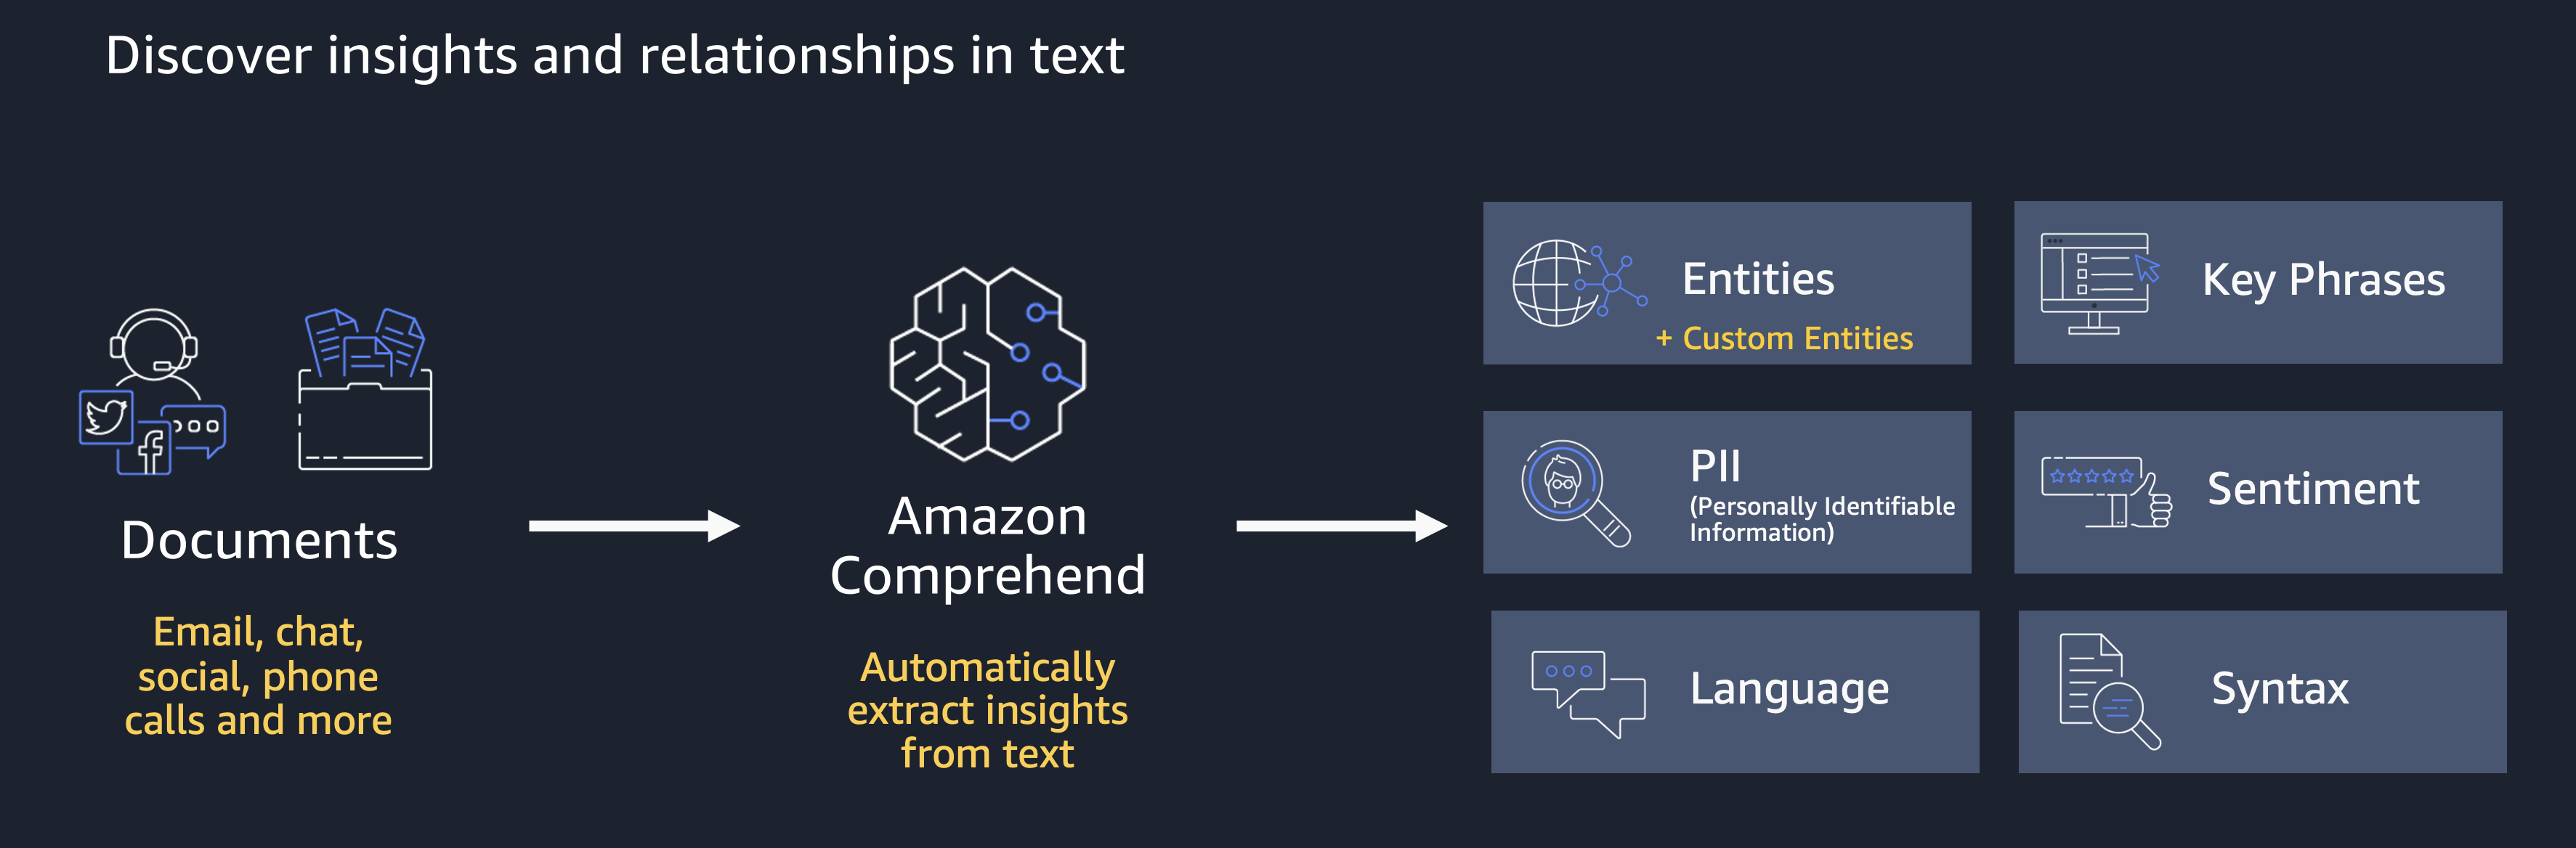 Discover insights and relationships in text
Documents
Email, chat,
social, phone
calls and more
Amazon
Comprehend
Automatically
extract insights
from text
Entities
+ Custom Entities
Key Phrases
PII
(Personally Identifiable
Information)
Sentiment
Language
Syntax